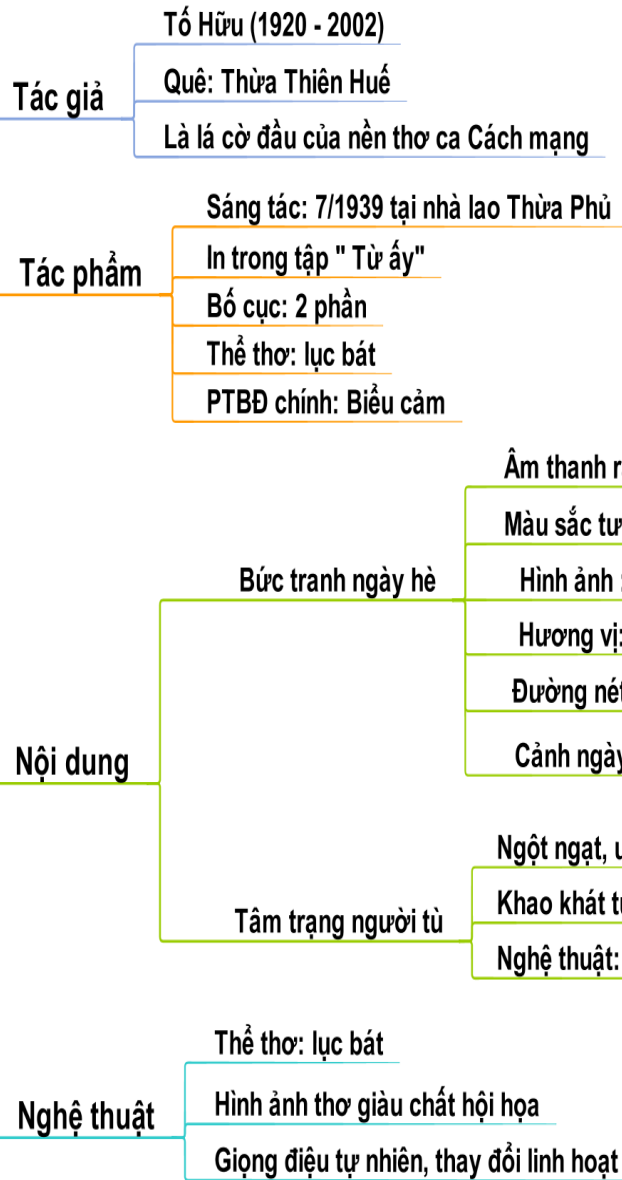 Tác giả
Tố Hữu (1920 - 2002)
Quê: Thừa Thiên Huế
Là lá cờ đầu của nền thơ ca Cách mạng
Tác phẩm
Sáng tác: 7/1939 tại nhà lao Thừa Phủ
In trong tập " Từ ấy"
Bố cục: 2 phần
Thể thơ: lục bát
PTBĐ chính: Biểu cảm
Nội dung
Bức tranh ngày hè
Âm thanh
Màu sắc
Hình ảnh :
Hương vị:
Đường nét
Cảnh ngày
Tâm trạng người tù
Ngột ngạt,
Khao khát
Nghệ thuật:
Nghệ thuật
Thể thơ: lục bát
Hình ảnh thơ giàu chất hội họa
Giọng điệu tự nhiên, thay đổi linh hoạt